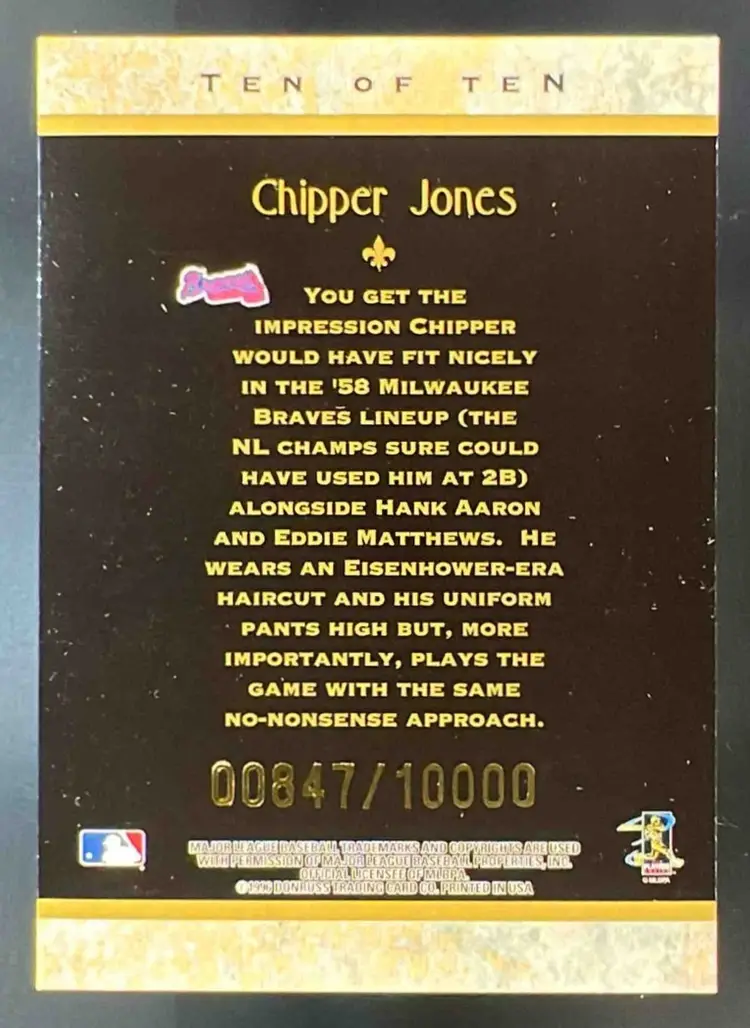 TEN OF TEN
Chipper Jones
Braves
YOU GET THE
IMPRESSION CHIPPER
WOULD HAVE FIT NICELY
IN THE '58 MILWAUKEE
BRAVES LINEUP (THE
NL CHAMPS SURE COULD
HAVE USED HIM AT 2B)
ALONGSIDE HANK AARON
AND EDDIE MATTHEWS. HE
WEARS AN EISENHOWER-ERA
HAIRCUT AND HIS UNIFORM
PANTS HIGH BUT, MORE
IMPORTANTLY, PLAYS THE
GAME WITH THE SAME
NO-NONSENSE APPROACH.
00847/10000
MAJOR LEAGUE BASEBALL TRADEMARKS AND COPYRIGHTS ARE USED
WITH PERMISSION OF MAJOR LEAGUE BASEBALL PROPERTIES, INC.
OFFICIAL LICENSEE OF MLBPA.
© 1996 DONRUSS TRADING CARD CO. PRINTED IN USA
© MLBPA